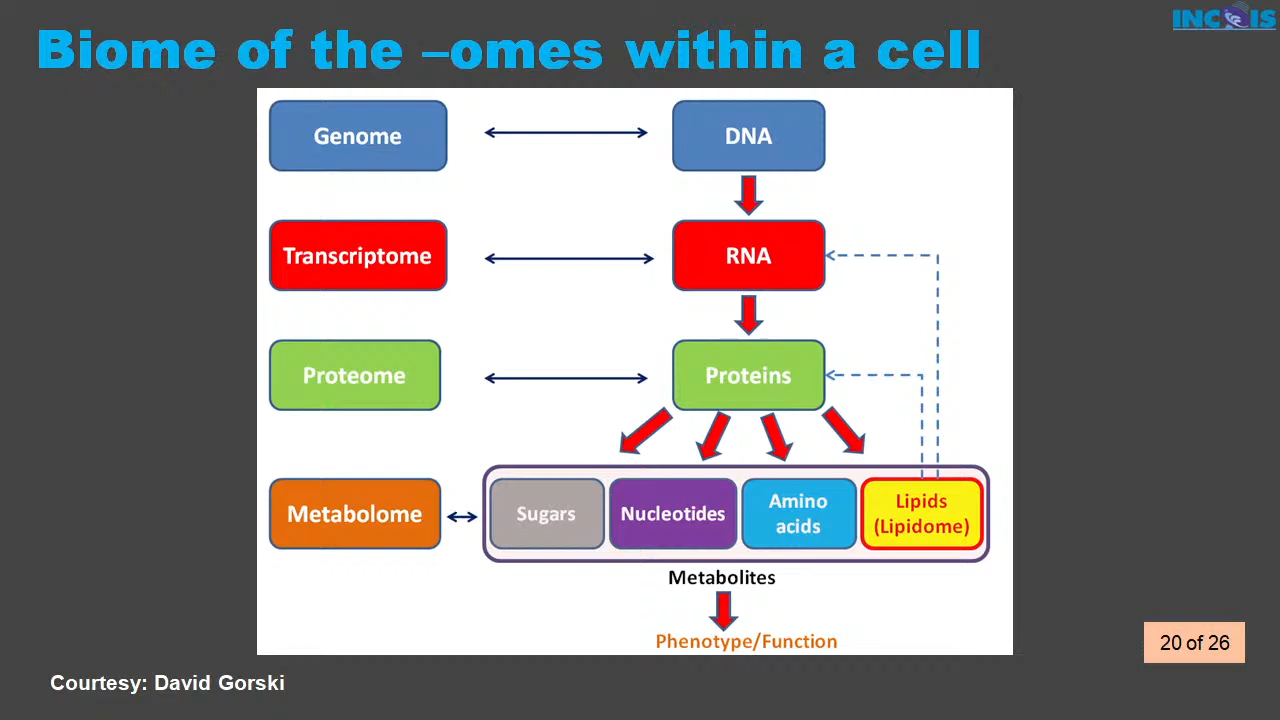 INCOIS
Biome of the –omes within a cell
Genome
DNA
Transcriptome
RNA
Proteome
Proteins
Metabolome
Sugars
Nucleotides
Amino
acids
Lipids
(Lipidome)
Metabolites
Phenotype/Function
20 of 26
Courtesy: David Gorski